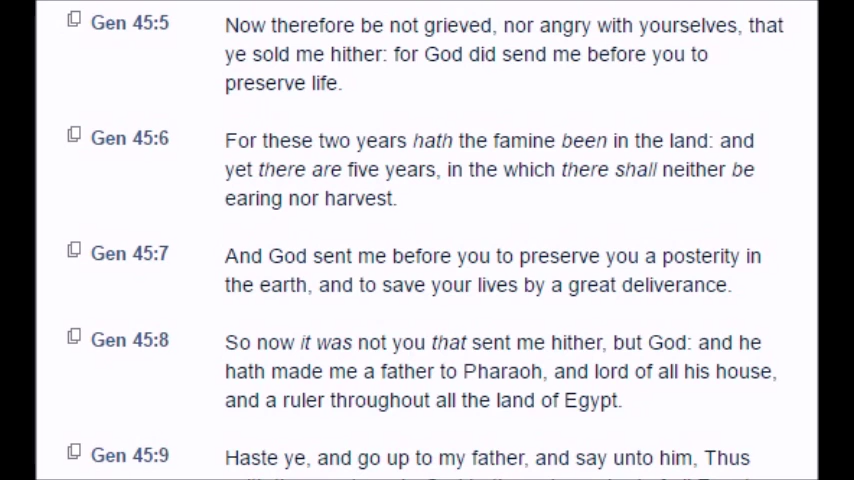 Gen 45:5 Now therefore be not grieved, nor angry with yourselves, that
ye sold me hither: for God did send me before you to
preserve life.
Gen 45:6 For these two years hath the famine been in the land: and
yet there are five years, in the which there shall neither be
earing nor harvest.
Gen 45:7 And God sent me before you to preserve you a posterity in
the earth, and to save your lives by a great deliverance.
Gen 45:8 So now it was not you that sent me hither, but God: and he
hath made me a father to Pharaoh, and lord of all his house,
and a ruler throughout all the land of Egypt.
Gen 45:9 Haste ye, and go up to my father, and say unto him, Thus